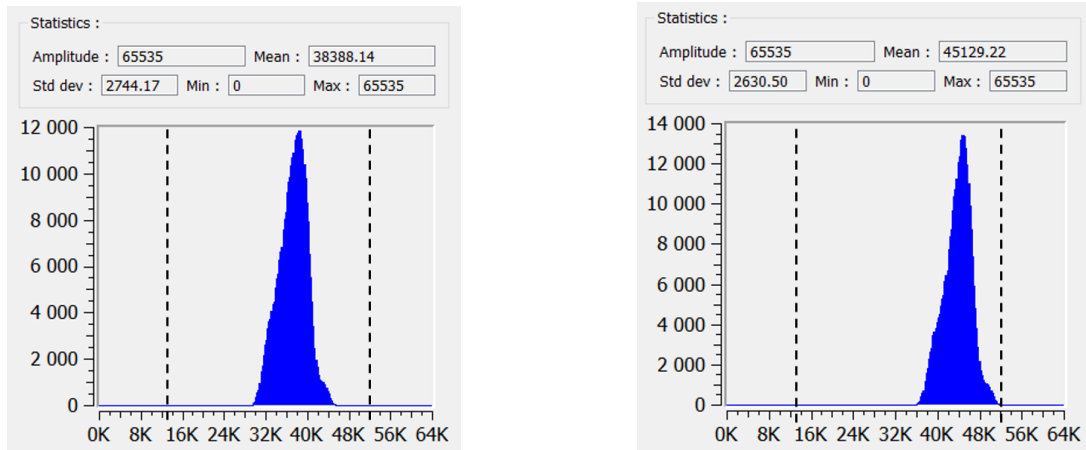 Statistics :
Amplitude : 65535 Mean : 38388.14
Std dev : 2744.17 Min : 0 Max : 65535
12 000
10 000
8 000
6 000
4 000
2 000
0
0K 8K 16K 24K 32K 40K 48K 56K 64K
Statistics :
Amplitude : 65535 Mean : 45129.22
Std dev : 2630.50 Min : 0 Max : 65535
14 000
12 000
10 000
8 000
6 000
4 000
2 000
0
0K 8K 16K 24K 32K 40K 48K 56K 64K